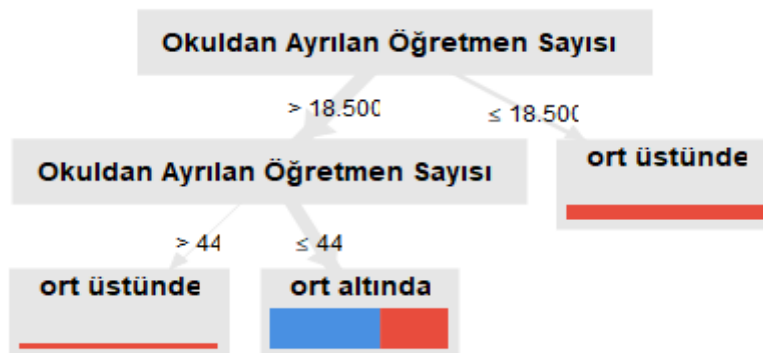 Okuldan Ayrılan Öğretmen Sayısı
> 18.500
≤ 18.500
Okuldan Ayrılan Öğretmen Sayısı
ort üstünde
> 44
≤ 44
ort üstünde
ort altında